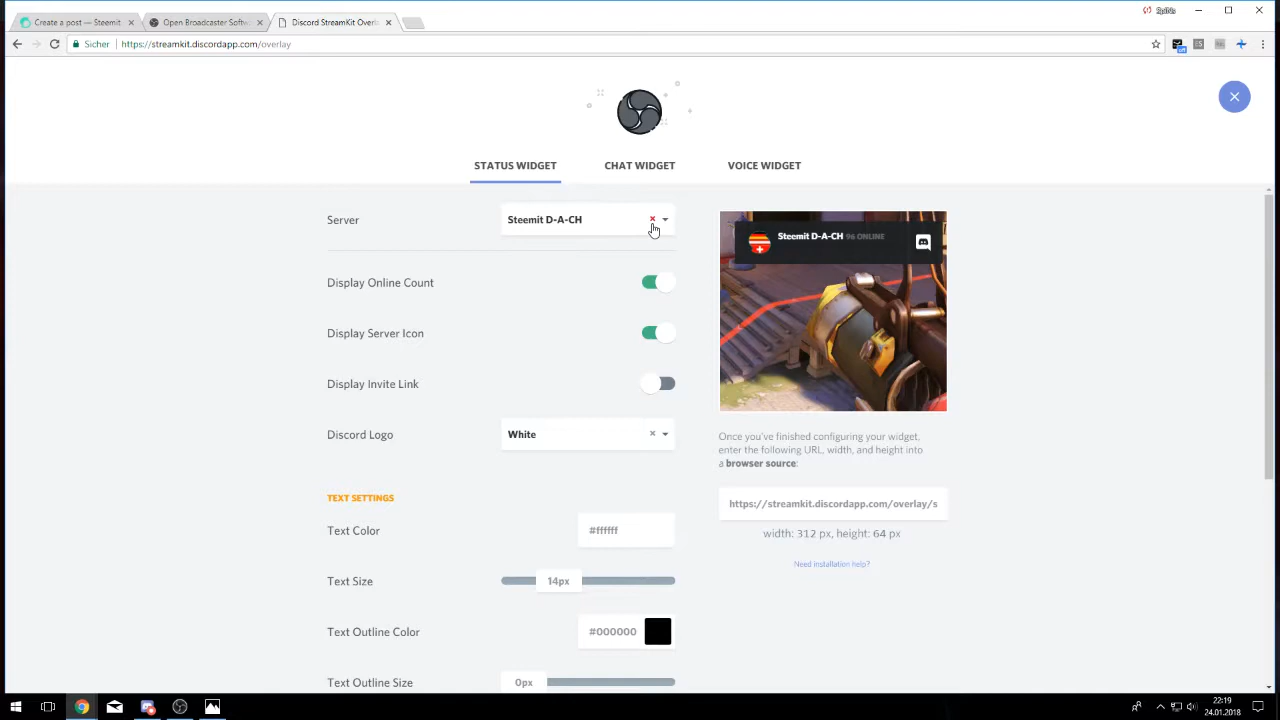 Create a post — Steemit
Open Broadcaster Softw
Discord StreamKit Overl
Sicher
https://streamkit.discordapp.com/overlay
STATUS WIDGET
CHAT WIDGET
VOICE WIDGET
Server
Steemit D-A-CH
Display Online Count
Display Server Icon
Display Invite Link
Discord Logo
White
TEXT SETTINGS
Text Color
#ffffff
Text Size
14px
Text Outline Color
#000000
Text Outline Size
0px
Steemit D-A-CH 96 ONLINE
Once you've finished configuring your widget,
enter the following URL, width, and height into
a browser source:
https://streamkit.discordapp.com/overlay/s
width: 312 px, height: 64 px
Need installation help?
22:19
24.01.2018